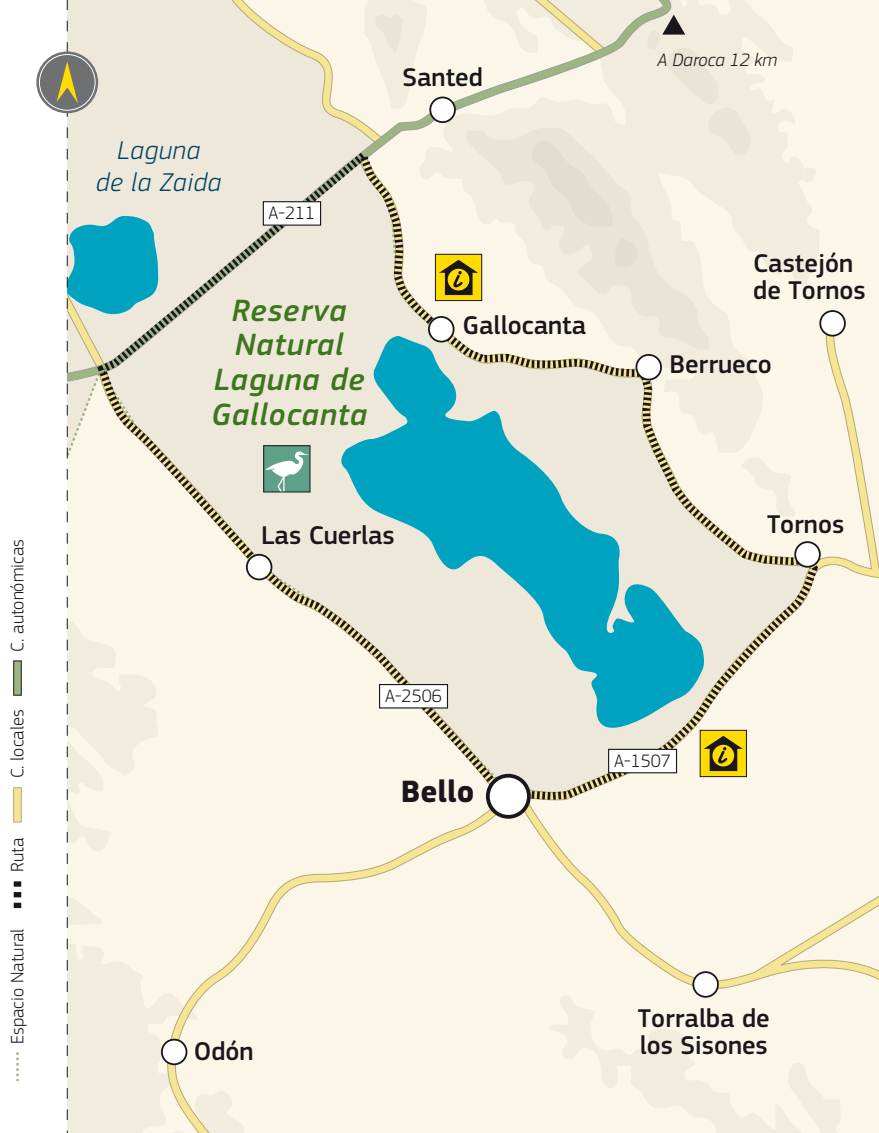 Santed
A Daroca 12 km
Laguna
de la Zaida
A-211
Castejón
de Tornos
i
Reserva
Natural
Laguna de
Gallocanta
Gallocanta
Berrueco
Tornos
Las Cuerlas
A-2506
A-1507
i
Bello
Torralba de
los Sisones
Odón
Espacio Natural
Ruta
C. locales
C. autonómicas